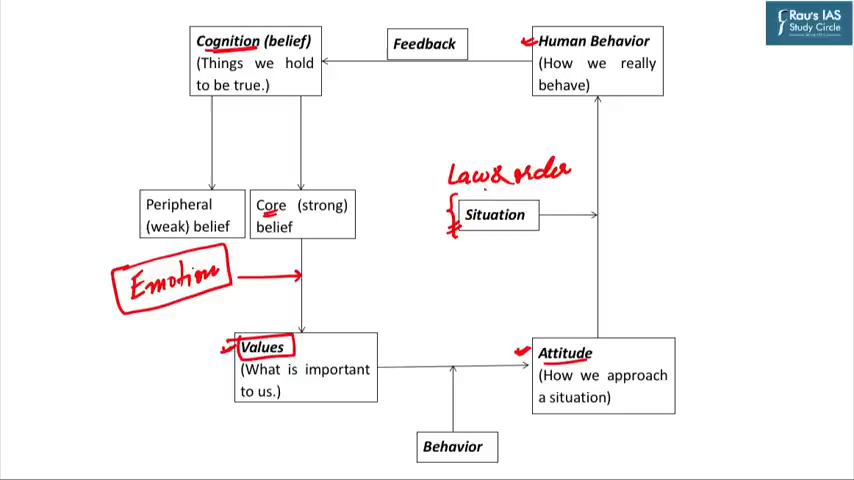 Rau's IAS
Study Circle
Cognition (belief)
(Things we hold
to be true.)
Feedback
Human Behavior
(How we really
behave)
Law & order
Peripheral
(weak) belief
Core (strong)
belief
Situation
Emotion
Values
(What is important
to us.)
Attitude
(How we approach
a situation)
Behavior